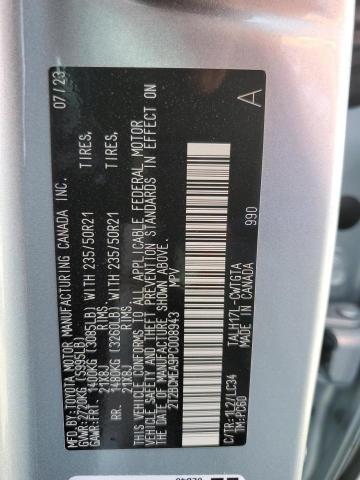 MFD.BY:TOYOTA MOTOR MANUFACTURING CANADA INC. 07/23
GVWR:2720KG (5995LB)
GAWR:FRT. 1400KG (3085LB) WITH 235/50R21 TIRES,
21X8J RIMS
RR. 1480KG (3260LB) WITH 235/50R21 TIRES,
21X8J RIMS.
THIS VEHICLE CONFORMS TO ALL APPLICABLE FEDERAL MOTOR
VEHICLE SAFETY AND THEFT PREVENTION STANDARDS IN EFFECT ON
THE DATE OF MANUFACTURE SHOWN ABOVE.
2T2BCMEA9PC008943 MPV
A
990
C/TR:1L2/LC34 TALH17L-CWTGTA
TM:PC60 MADE IN CANADA